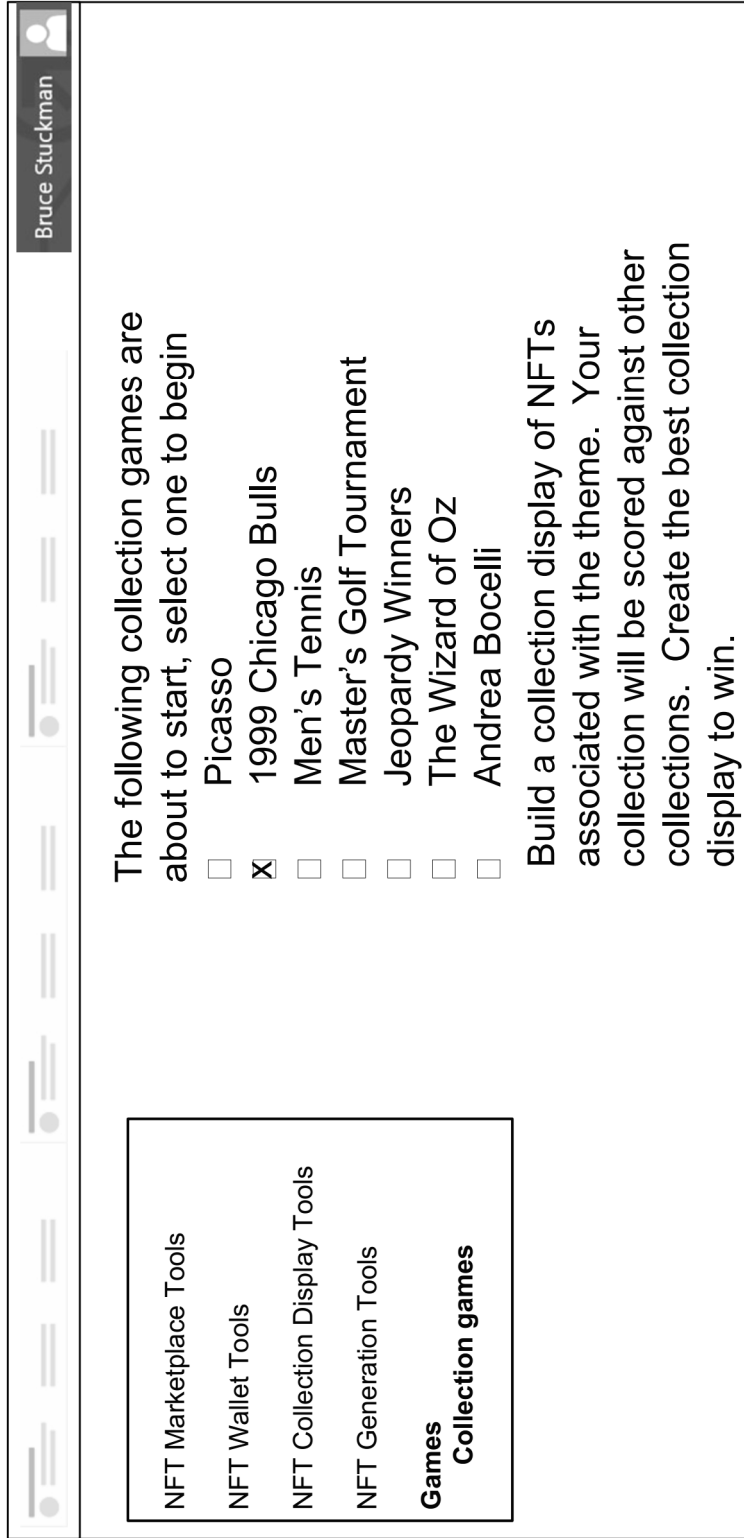 Bruce Stuckman
NFT Marketplace Tools
NFT Wallet Tools
NFT Collection Display Tools
NFT Generation Tools
Games
Collection games
The following collection games are
about to start, select one to begin
Picasso
X 1999 Chicago Bulls
Men's Tennis
Master's Golf Tournament
Jeopardy Winners
The Wizard of Oz
Andrea Bocelli
Build a collection display of NFTs
associated with the theme. Your
collection will be scored against other
collections. Create the best collection
display to win.